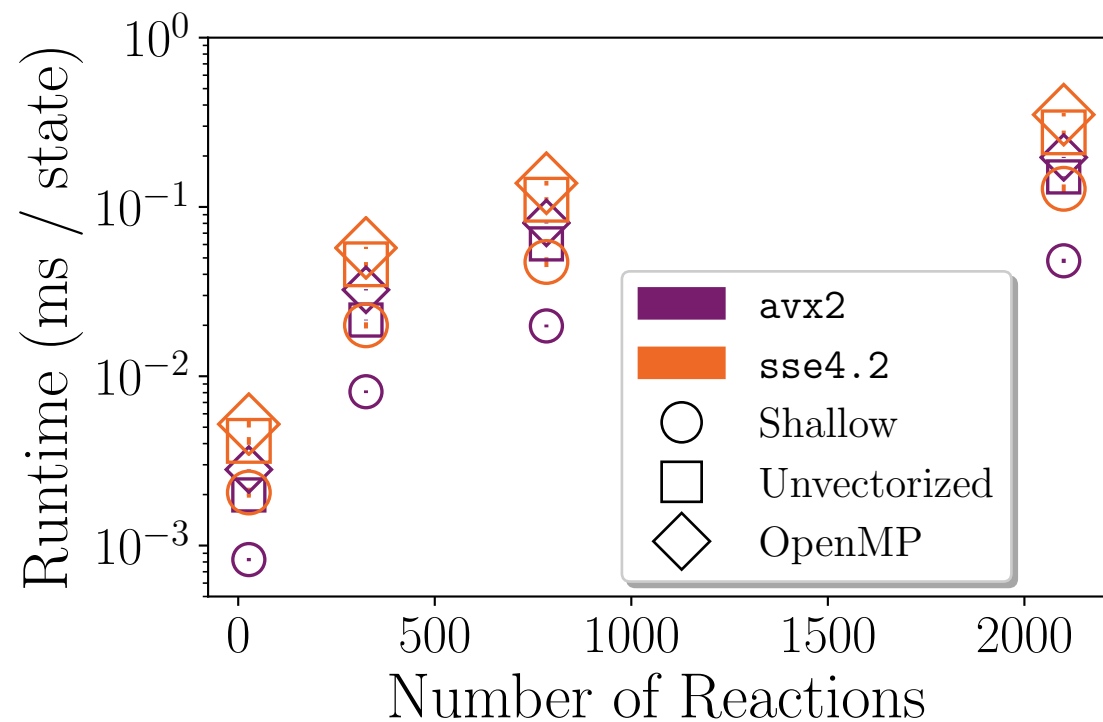 Runtime (ms / state)
10^0
10^{-1}
10^{-2}
10^{-3}
avx2
sse4.2
Shallow
Unvectorized
OpenMP
0 500 1000 1500 2000
Number of Reactions